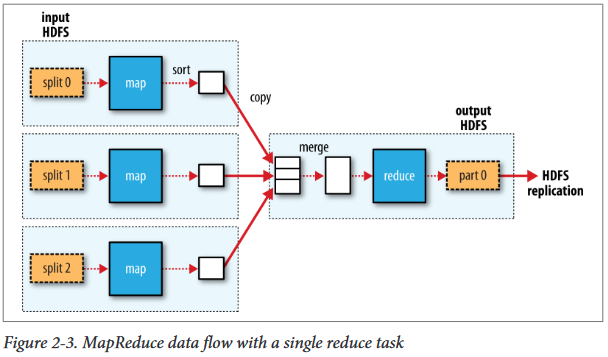 input
HDFS
split 0
map
sort
copy
split 1
map
split 2
map
merge
reduce
output
HDFS
part 0
HDFS
replication
Figure 2-3. MapReduce data flow with a single reduce task